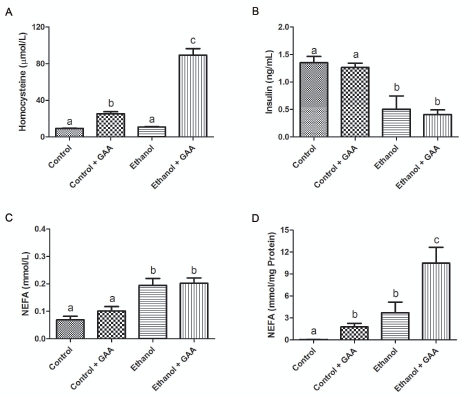 A
Homocysteine (μmol/L)
120
80
40
0
a
b
a
c
Control
Control + GAA
Ethanol
Ethanol + GAA
B
Insulin (ng/mL)
2.0
1.5
1.0
0.5
0.0
a
a
b
b
Control
Control + GAA
Ethanol
Ethanol + GAA
C
NEFA (mmol/L)
0.4
0.3
0.2
0.1
0.0
a
a
b
b
Control
Control + GAA
Ethanol
Ethanol + GAA
D
NEFA (mmol/mg Protein)
15
12
9
6
3
0
a
b
b
c
Control
Control + GAA
Ethanol
Ethanol + GAA